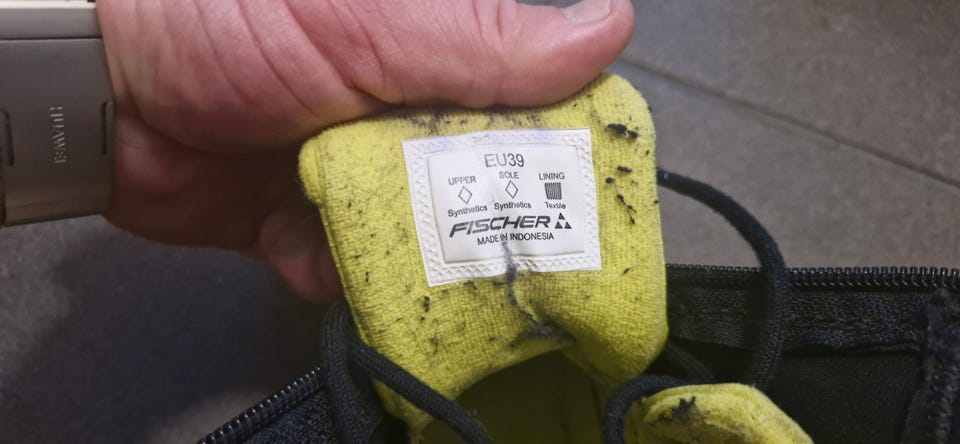 HUAWEI
EU39
UPPER SOLE LINING
Synthetics Synthetics Textile
FISCHER
MADE IN INDONESIA